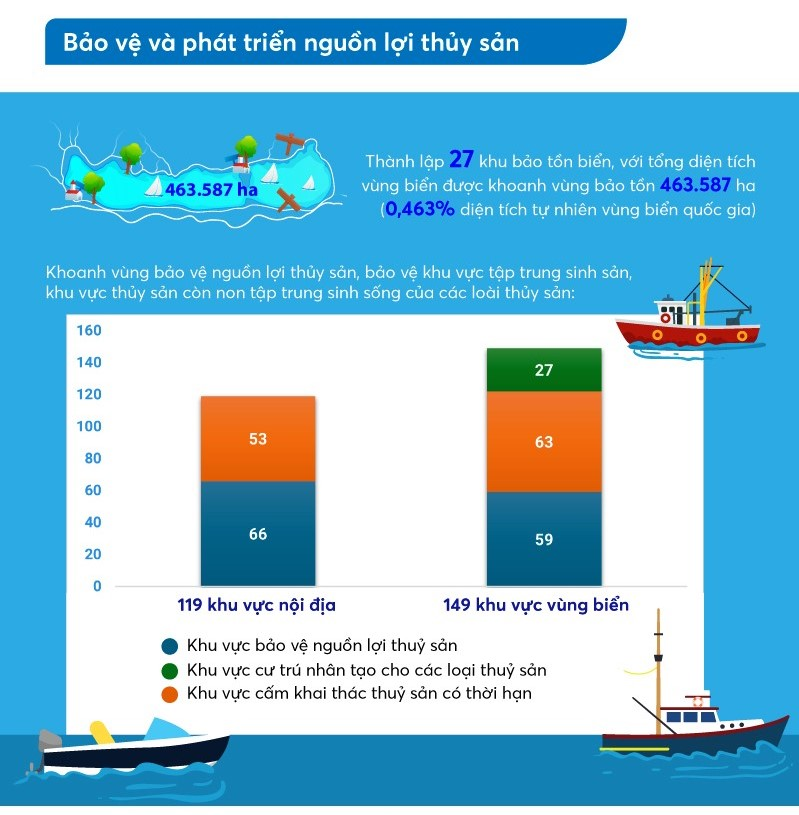 Bảo vệ và phát triển nguồn lợi thủy sản
463.587 ha
Thành lập 27 khu bảo tồn biển, với tổng diện tích
vùng biển được khoanh vùng bảo tồn 463.587 ha
(0,463% diện tích tự nhiên vùng biển quốc gia)
Khoanh vùng bảo vệ nguồn lợi thủy sản, bảo vệ khu vực tập trung sinh sản,
khu vực thủy sản còn non tập trung sinh sống của các loài thủy sản:
160
140
120
100
80
60
40
20
0
53
66
27
63
59
119 khu vực nội địa
149 khu vực vùng biển
Khu vực bảo vệ nguồn lợi thuỷ sản
Khu vực cư trú nhân tạo cho các loại thuỷ sản
Khu vực cấm khai thác thuỷ sản có thời hạn